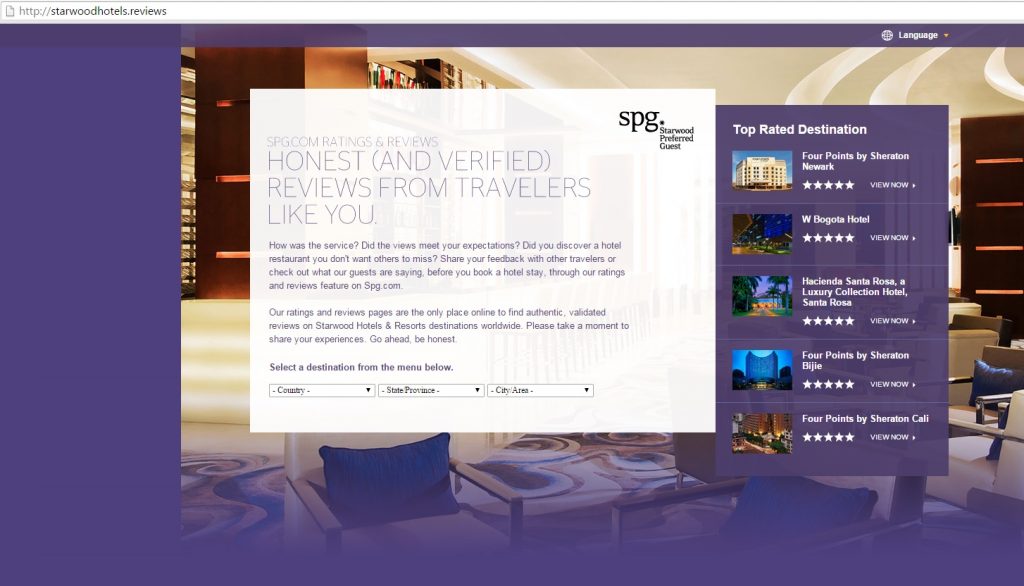 http://starwoodhotels.reviews
Language
spg.
Starwood
Preferred
Guest
SPG.COM RATINGS & REVIEWS
HONEST (AND VERIFIED)
REVIEWS FROM TRAVELERS
LIKE YOU.
How was the service? Did the views meet your expectations? Did you discover a hotel
restaurant you don't want others to miss? Share your feedback with other travelers or
check out what our guests are saying, before you book a hotel stay, through our ratings
and reviews feature on Spg.com.
Our ratings and reviews pages are the only place online to find authentic, validated
reviews on Starwood Hotels & Resorts destinations worldwide. Please take a moment to
share your experiences. Go ahead, be honest.
Select a destination from the menu below.
- Country - - State/Province - - City/Area -
Top Rated Destination
Four Points by Sheraton
Newark
VIEW NOW
W Bogota Hotel
VIEW NOW
Hacienda Santa Rosa, a
Luxury Collection Hotel,
Santa Rosa
VIEW NOW
Four Points by Sheraton
Bijie
VIEW NOW
Four Points by Sheraton Cali
VIEW NOW